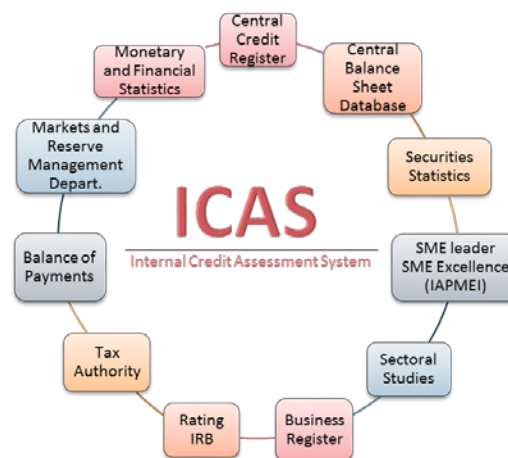 Central
Credit
Register
Central
Balance
Sheet
Database
Securities
Statistics
SME leader
SME Excellence
(IAPMEI)
Sectoral
Studies
Business
Register
Rating
IRB
Tax
Authority
Balance of
Payments
Markets and
Reserve
Management
Depart.
Monetary
and Financial
Statistics
ICAS
Internal Credit Assessment System